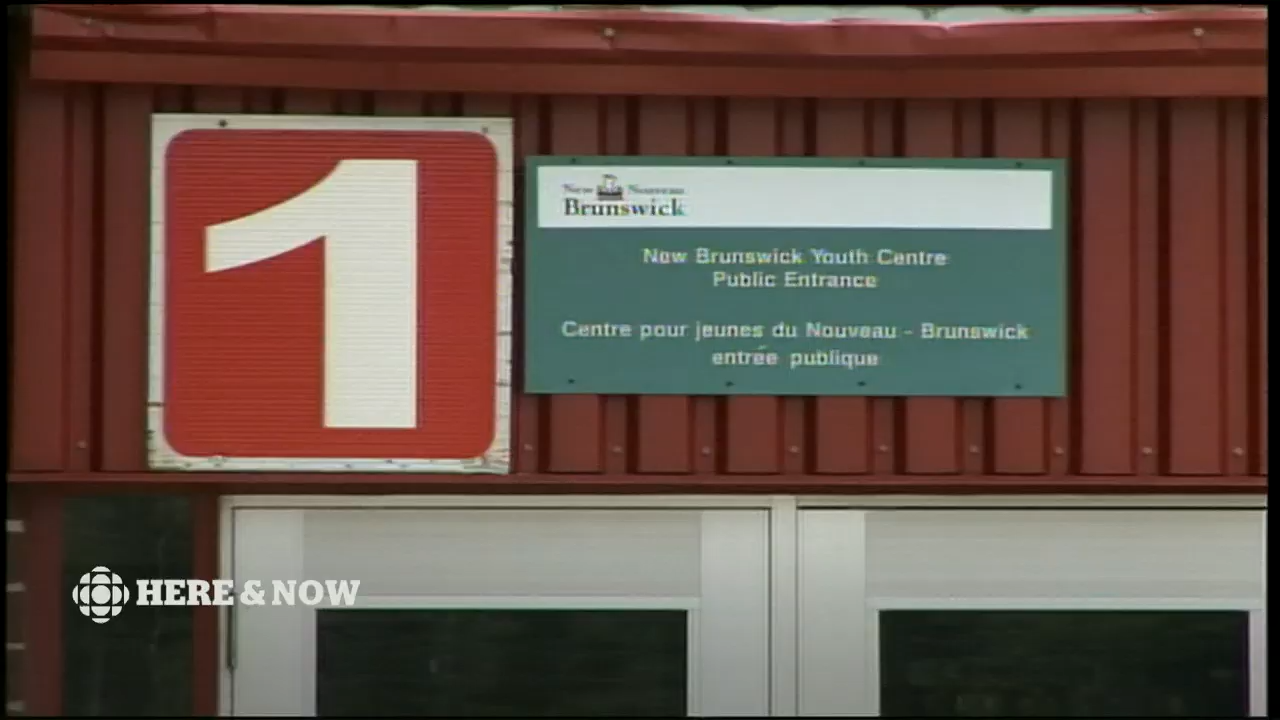 1
New Nouveau
Brunswick
New Brunswick Youth Centre
Public Entrance
Centre pour jeunes du Nouveau - Brunswick
entrée publique
HERE & NOW